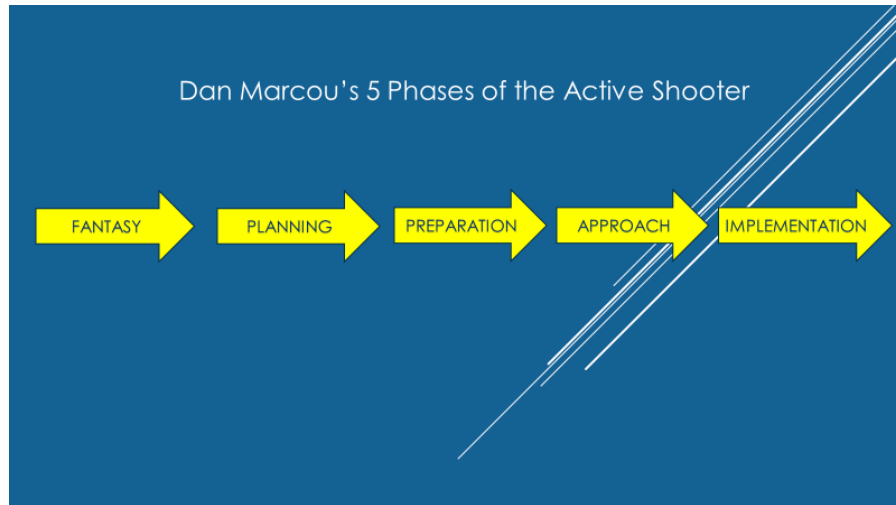 Dan Marcou’s 5 Phases of the Active Shooter
FANTASY
PLANNING
PREPARATION
APPROACH
IMPLEMENTATION